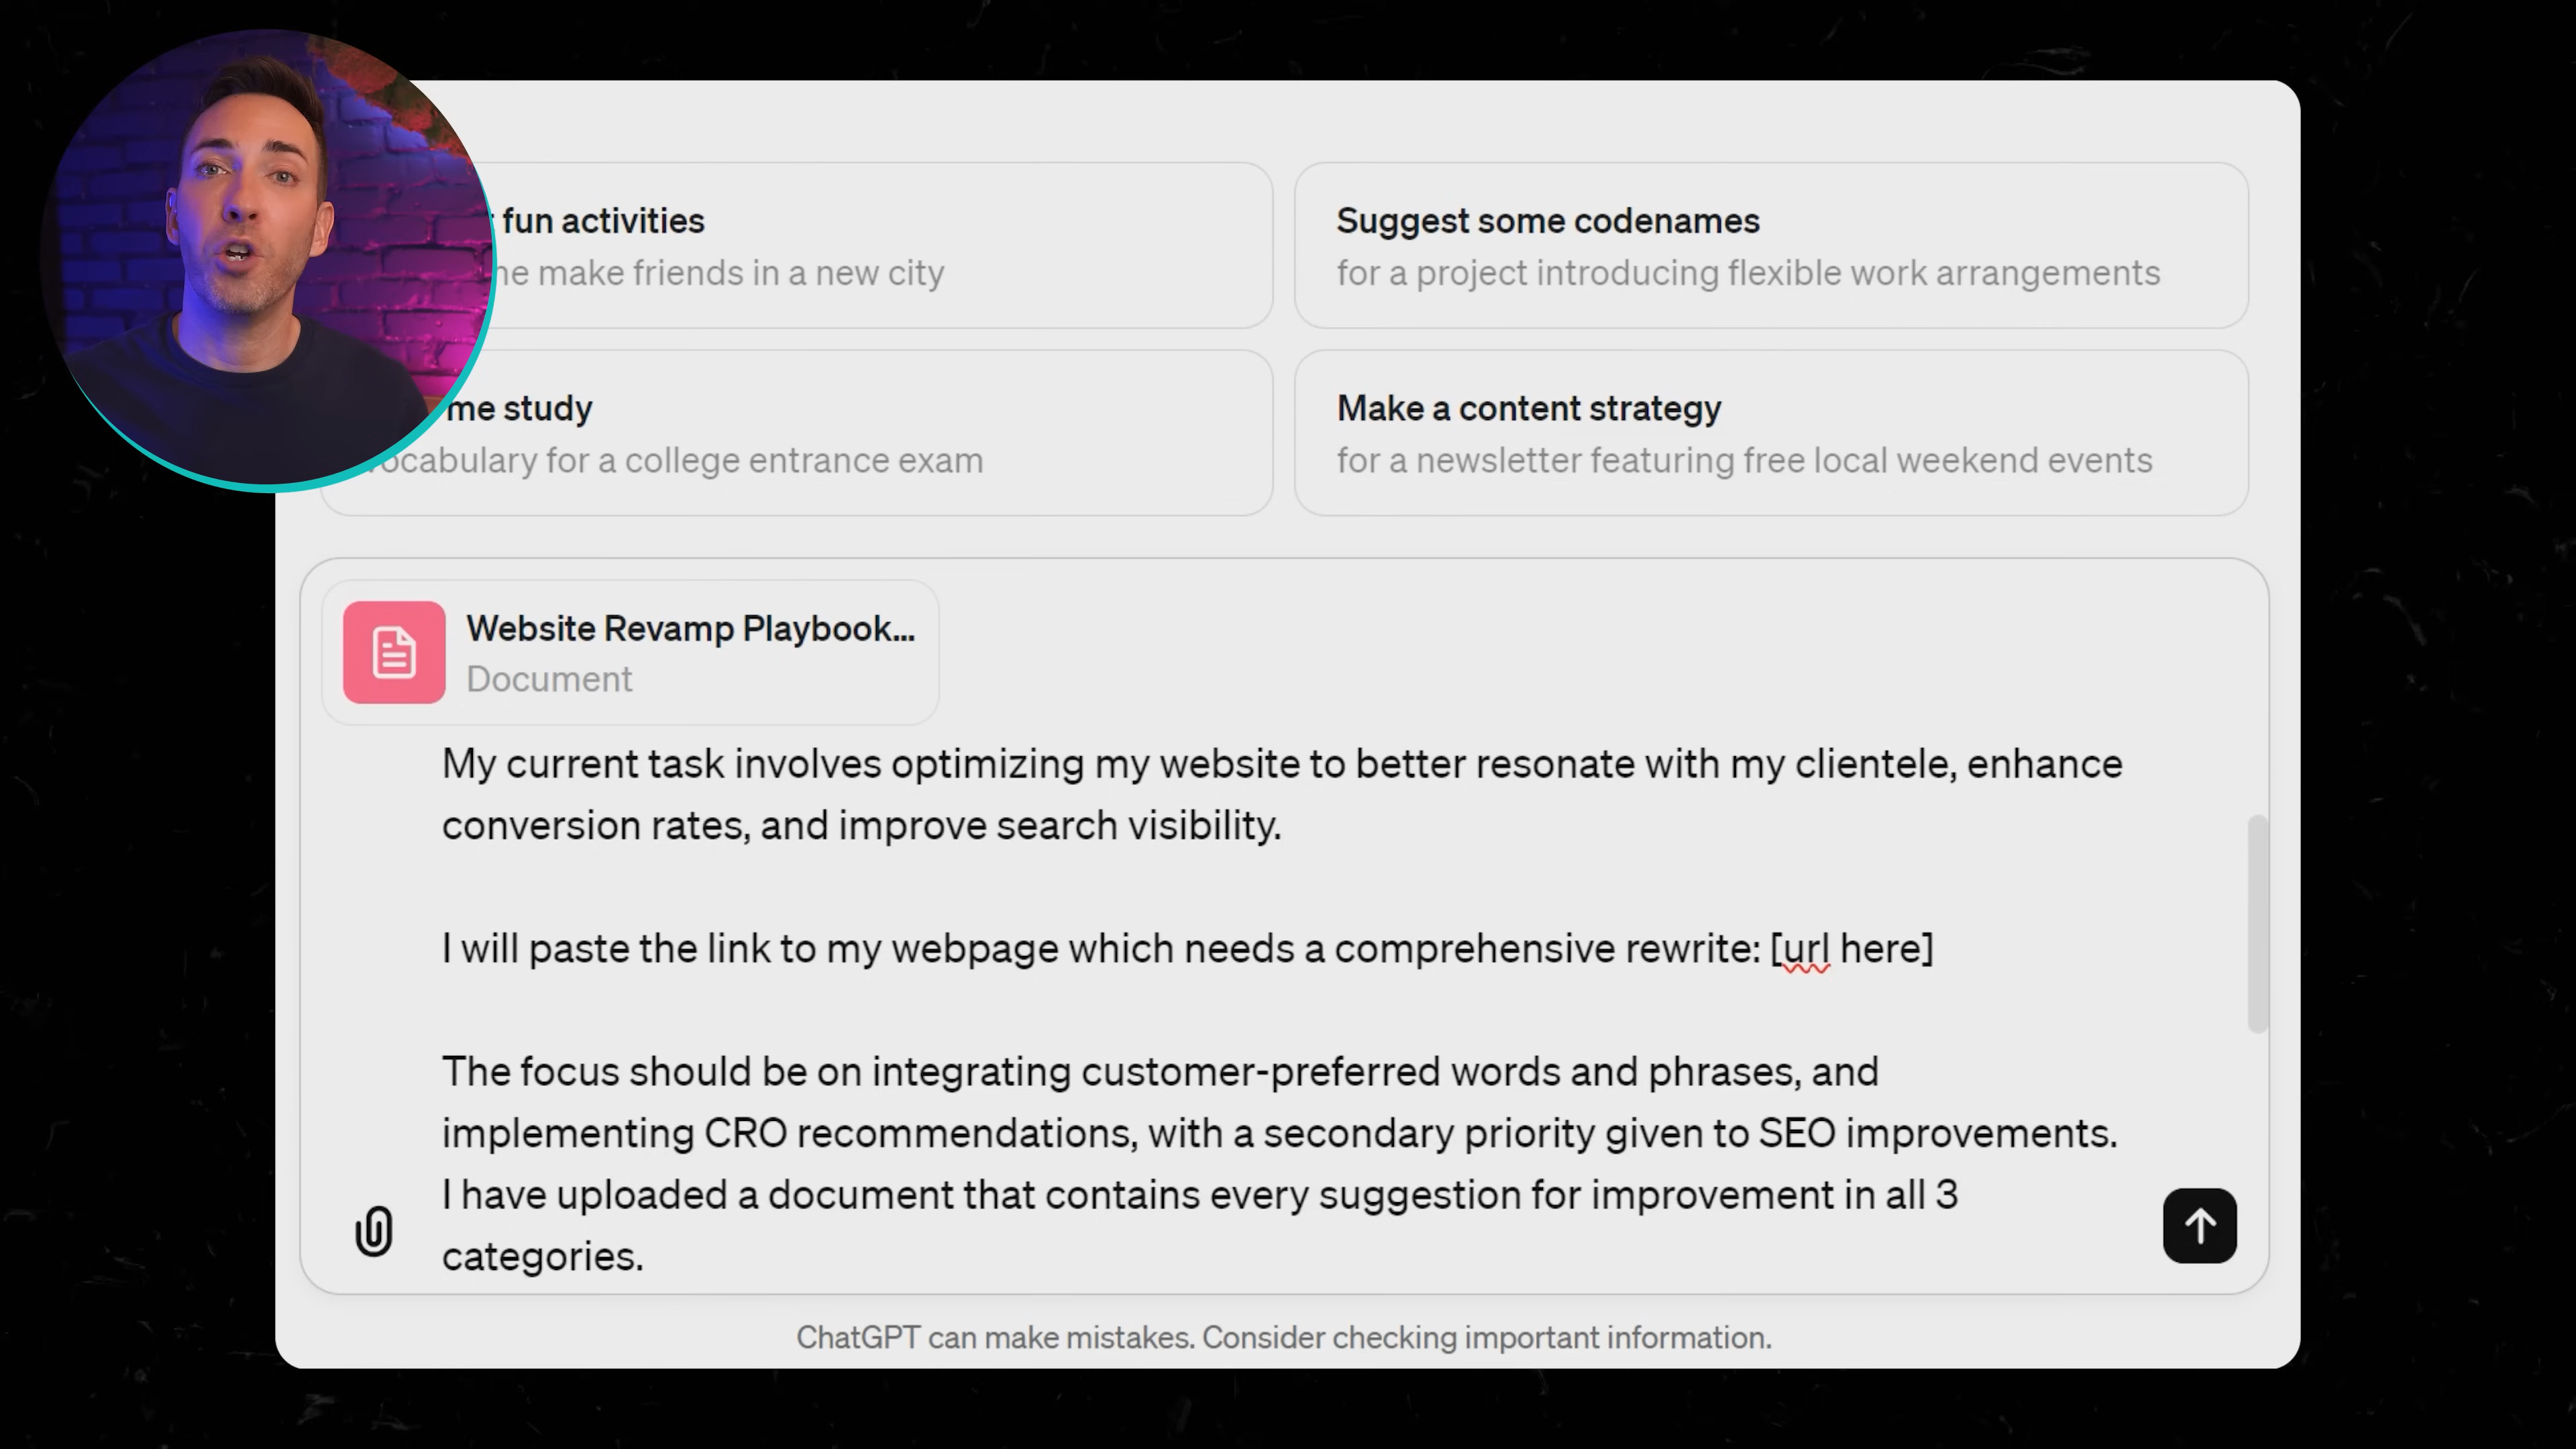 fun activities
me make friends in a new city
Suggest some codenames
for a project introducing flexible work arrangements
me study
vocabulary for a college entrance exam
Make a content strategy
for a newsletter featuring free local weekend events
Website Revamp Playbook...
Document
My current task involves optimizing my website to better resonate with my clientele, enhance
conversion rates, and improve search visibility.
I will paste the link to my webpage which needs a comprehensive rewrite: [url here]
The focus should be on integrating customer-preferred words and phrases, and
implementing CRO recommendations, with a secondary priority given to SEO improvements.
I have uploaded a document that contains every suggestion for improvement in all 3
categories.
ChatGPT can make mistakes. Consider checking important information.